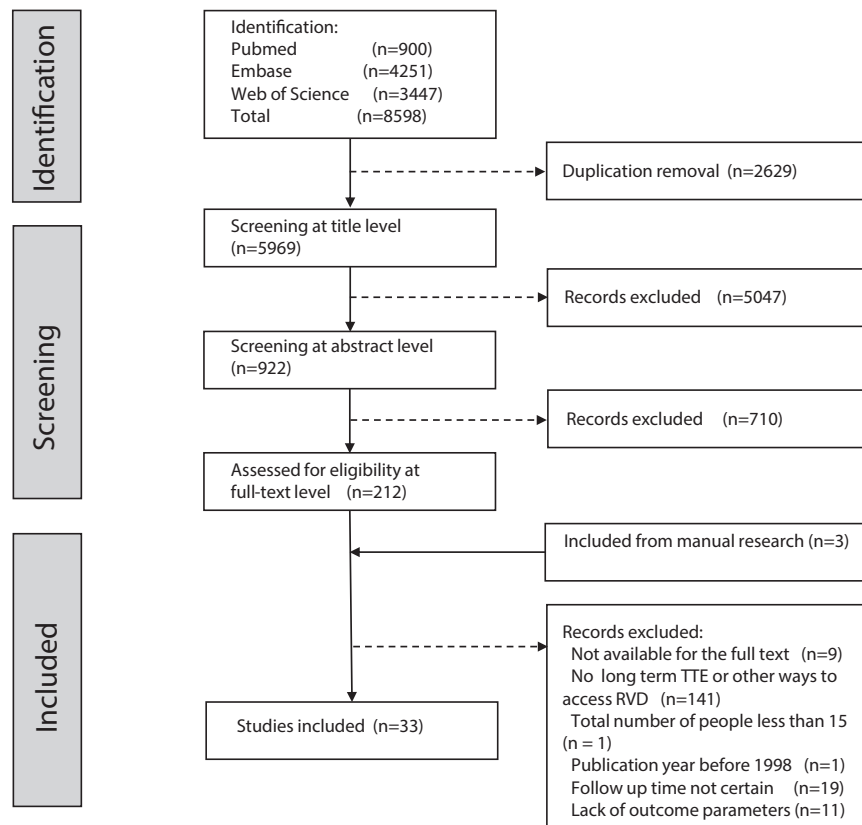 Identification
Identification:
Pubmed (n=900)
Embase (n=4251)
Web of Science (n=3447)
Total (n=8598)
Duplication removal (n=2629)
Screening
Screening at title level
(n=5969)
Records excluded (n=5047)
Screening at abstract level
(n=922)
Records excluded (n=710)
Assessed for eligibility at
full-text level (n=212)
Included
Included from manual research (n=3)
Records excluded:
Not available for the full text (n=9)
No long term TTE or other ways to
access RVD (n=141)
Total number of people less than 15
(n = 1)
Publication year before 1998 (n=1)
Follow up time not certain (n=19)
Lack of outcome parameters (n=11)
Studies included (n=33)